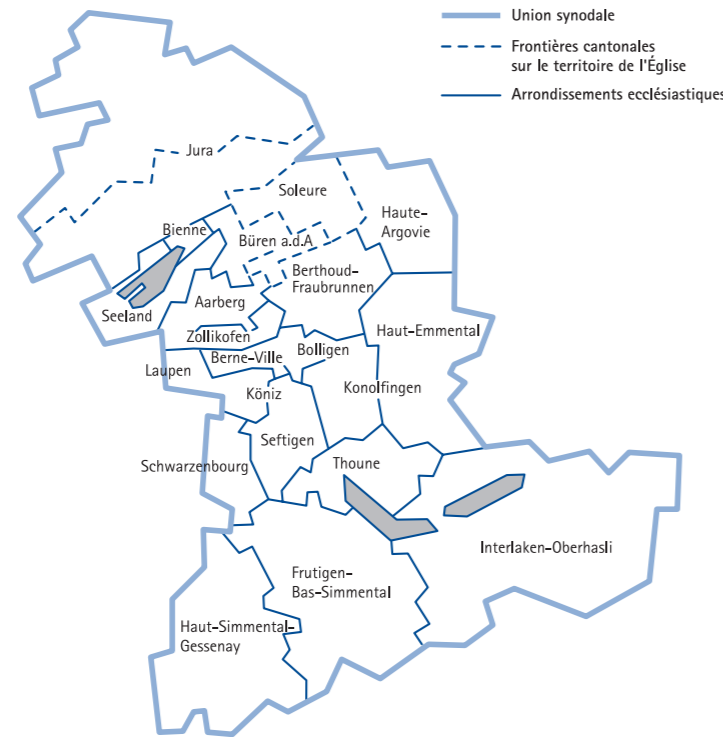 Union synodale
Frontières cantonales
sur le territoire de l'Église
Arrondissements ecclésiastiques
Jura
Soleure
Haute-
Argovie
Bienne
Büren a.d.A
Berthoud-
Fraubrunnen
Aarberg
Seeland
Zollikofen
Haut-Emmental
Bolligen
Berne-Ville
Laupen
Köniz
Konolfingen
Seftigen
Schwarzenbourg
Thoune
Interlaken-Oberhasli
Frutigen-
Bas-Simmental
Haut-Simmental-
Gessenay